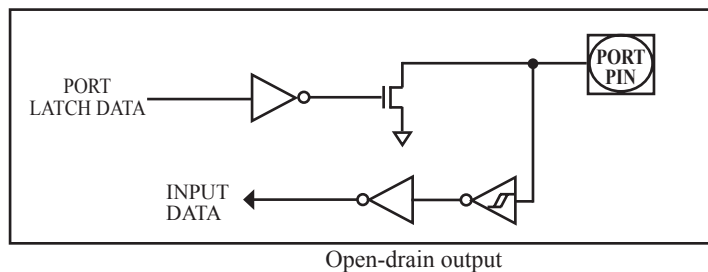 PORT
LATCH DATA
PORT
PIN
INPUT
DATA
Open-drain output